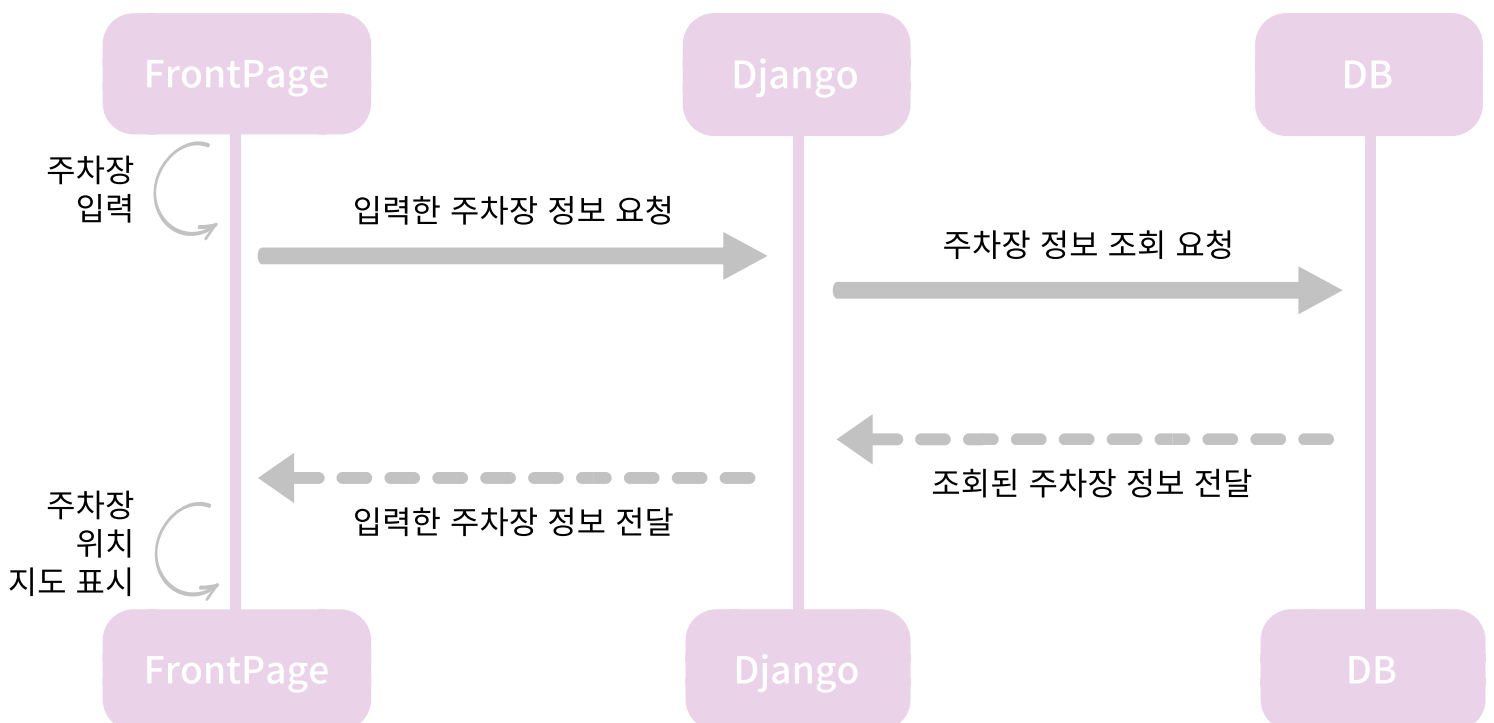 FrontPage
Django
DB
주차장
입력
입력한 주차장 정보 요청
주차장 정보 조회 요청
조회된 주차장 정보 전달
입력한 주차장 정보 전달
주차장
위치
지도 표시
FrontPage
Django
DB